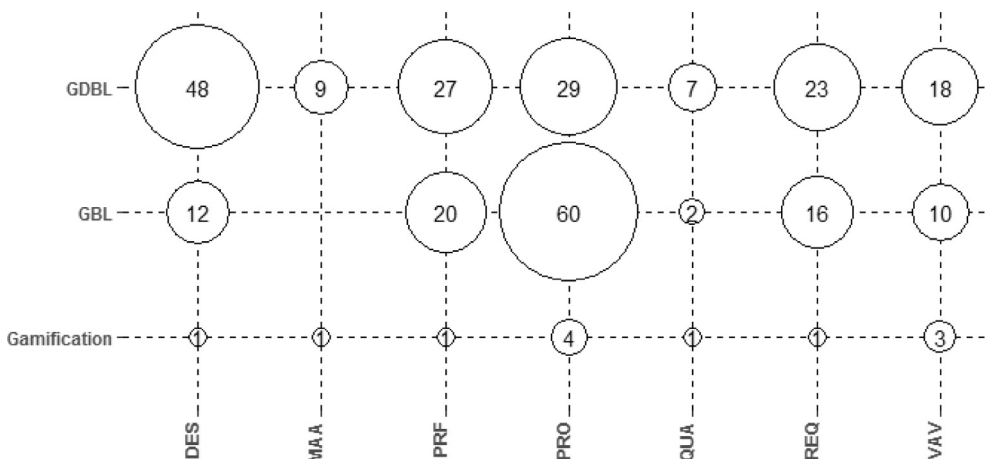 GDBL 48 9 27 29 7 23 18
GBL 12 20 60 2 16 10
Gamification 1 1 1 4 1 1 3
DES MAA PRF PRO QUA REQ VAV